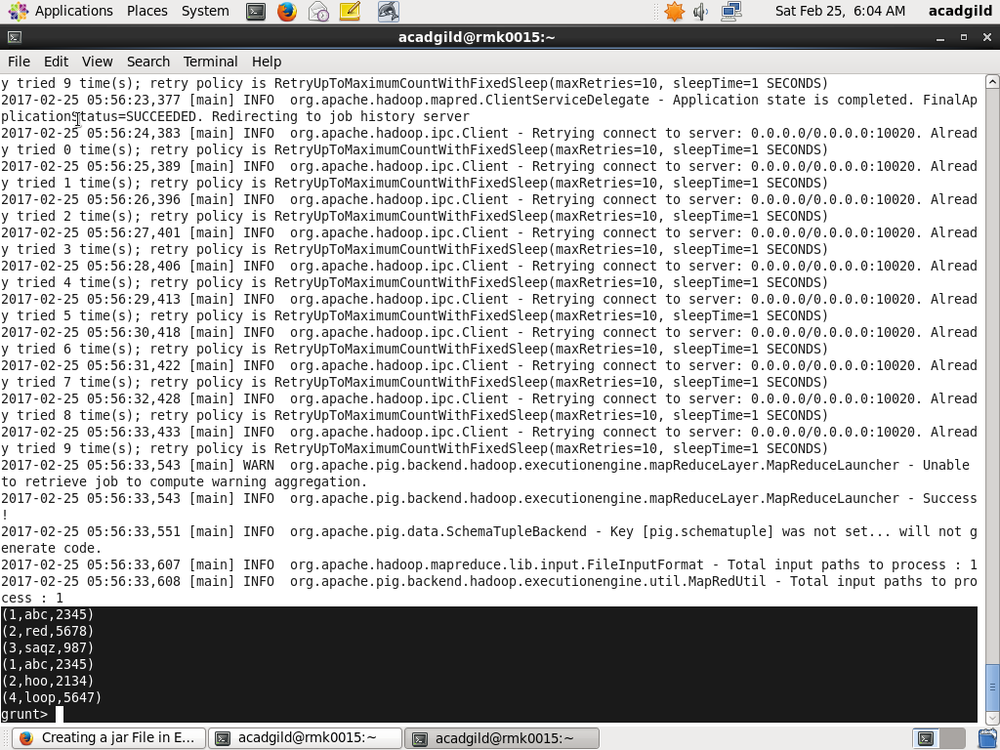 Applications Places System Sat Feb 25, 6:04 AM acadgild
acadgild@rmk0015:~
File Edit View Search Terminal Help
y tried 9 time(s); retry policy is RetryUpToMaximumCountWithFixedSleep(maxRetries=10, sleepTime=1 SECONDS)
2017-02-25 05:56:23,377 [main] INFO  org.apache.hadoop.mapred.ClientServiceDelegate - Application state is completed. FinalAp
plicationStatus=SUCCEEDED. Redirecting to job history server
2017-02-25 05:56:24,383 [main] INFO  org.apache.hadoop.ipc.Client - Retrying connect to server: 0.0.0.0/0.0.0.0:10020. Alread
y tried 0 time(s); retry policy is RetryUpToMaximumCountWithFixedSleep(maxRetries=10, sleepTime=1 SECONDS)
2017-02-25 05:56:25,389 [main] INFO  org.apache.hadoop.ipc.Client - Retrying connect to server: 0.0.0.0/0.0.0.0:10020. Alread
y tried 1 time(s); retry policy is RetryUpToMaximumCountWithFixedSleep(maxRetries=10, sleepTime=1 SECONDS)
2017-02-25 05:56:26,396 [main] INFO  org.apache.hadoop.ipc.Client - Retrying connect to server: 0.0.0.0/0.0.0.0:10020. Alread
y tried 2 time(s); retry policy is RetryUpToMaximumCountWithFixedSleep(maxRetries=10, sleepTime=1 SECONDS)
2017-02-25 05:56:27,401 [main] INFO  org.apache.hadoop.ipc.Client - Retrying connect to server: 0.0.0.0/0.0.0.0:10020. Alread
y tried 3 time(s); retry policy is RetryUpToMaximumCountWithFixedSleep(maxRetries=10, sleepTime=1 SECONDS)
2017-02-25 05:56:28,406 [main] INFO  org.apache.hadoop.ipc.Client - Retrying connect to server: 0.0.0.0/0.0.0.0:10020. Alread
y tried 4 time(s); retry policy is RetryUpToMaximumCountWithFixedSleep(maxRetries=10, sleepTime=1 SECONDS)
2017-02-25 05:56:29,413 [main] INFO  org.apache.hadoop.ipc.Client - Retrying connect to server: 0.0.0.0/0.0.0.0:10020. Alread
y tried 5 time(s); retry policy is RetryUpToMaximumCountWithFixedSleep(maxRetries=10, sleepTime=1 SECONDS)
2017-02-25 05:56:30,418 [main] INFO  org.apache.hadoop.ipc.Client - Retrying connect to server: 0.0.0.0/0.0.0.0:10020. Alread
y tried 6 time(s); retry policy is RetryUpToMaximumCountWithFixedSleep(maxRetries=10, sleepTime=1 SECONDS)
2017-02-25 05:56:31,422 [main] INFO  org.apache.hadoop.ipc.Client - Retrying connect to server: 0.0.0.0/0.0.0.0:10020. Alread
y tried 7 time(s); retry policy is RetryUpToMaximumCountWithFixedSleep(maxRetries=10, sleepTime=1 SECONDS)
2017-02-25 05:56:32,428 [main] INFO  org.apache.hadoop.ipc.Client - Retrying connect to server: 0.0.0.0/0.0.0.0:10020. Alread
y tried 8 time(s); retry policy is RetryUpToMaximumCountWithFixedSleep(maxRetries=10, sleepTime=1 SECONDS)
2017-02-25 05:56:33,433 [main] INFO  org.apache.hadoop.ipc.Client - Retrying connect to server: 0.0.0.0/0.0.0.0:10020. Alread
y tried 9 time(s); retry policy is RetryUpToMaximumCountWithFixedSleep(maxRetries=10, sleepTime=1 SECONDS)
2017-02-25 05:56:33,543 [main] WARN  org.apache.pig.backend.hadoop.executionengine.mapReduceLayer.MapReduceLauncher - Unable
to retrieve job to compute warning aggregation.
2017-02-25 05:56:33,543 [main] INFO  org.apache.pig.backend.hadoop.executionengine.mapReduceLayer.MapReduceLauncher - Success
!
2017-02-25 05:56:33,551 [main] INFO  org.apache.pig.data.SchemaTupleBackend - Key [pig.schematuple] was not set... will not g
enerate code.
2017-02-25 05:56:33,607 [main] INFO  org.apache.hadoop.mapreduce.lib.input.FileInputFormat - Total input paths to process : 1
2017-02-25 05:56:33,608 [main] INFO  org.apache.pig.backend.hadoop.executionengine.util.MapRedUtil - Total input paths to pro
cess : 1
(1,abc,2345)
(2,red,5678)
(3,saqz,987)
(1,abc,2345)
(2,hoo,2134)
(4,loop,5647)
grunt>
Creating a jar File in E... acadgild@rmk0015:~ acadgild@rmk0015:~